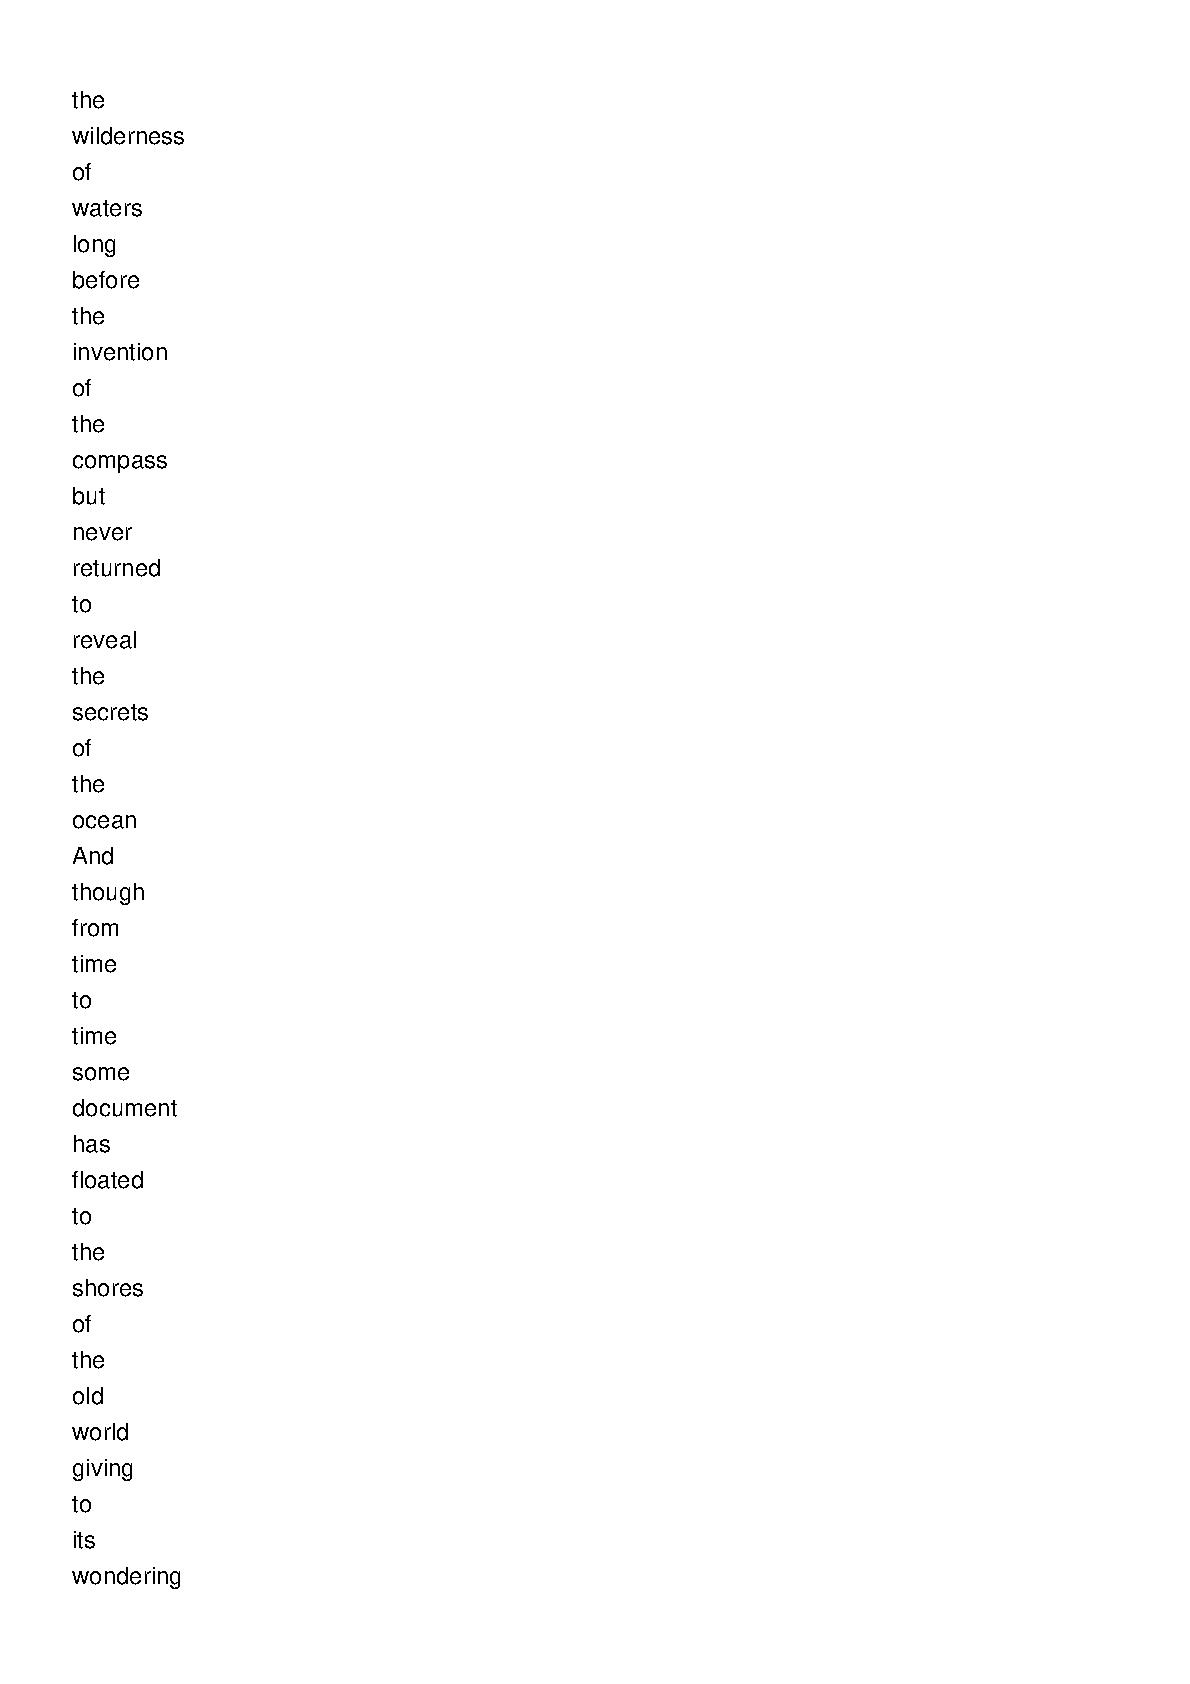 the
wilderness
of
waters
long
before
the
invention
of
the
compass
but
never
returned
to
reveal
the
secrets
of
the
ocean
And
though
from
time
to
time
some
document
has
floated
to
the
shores
of
the
old
world
giving
to
its
wondering